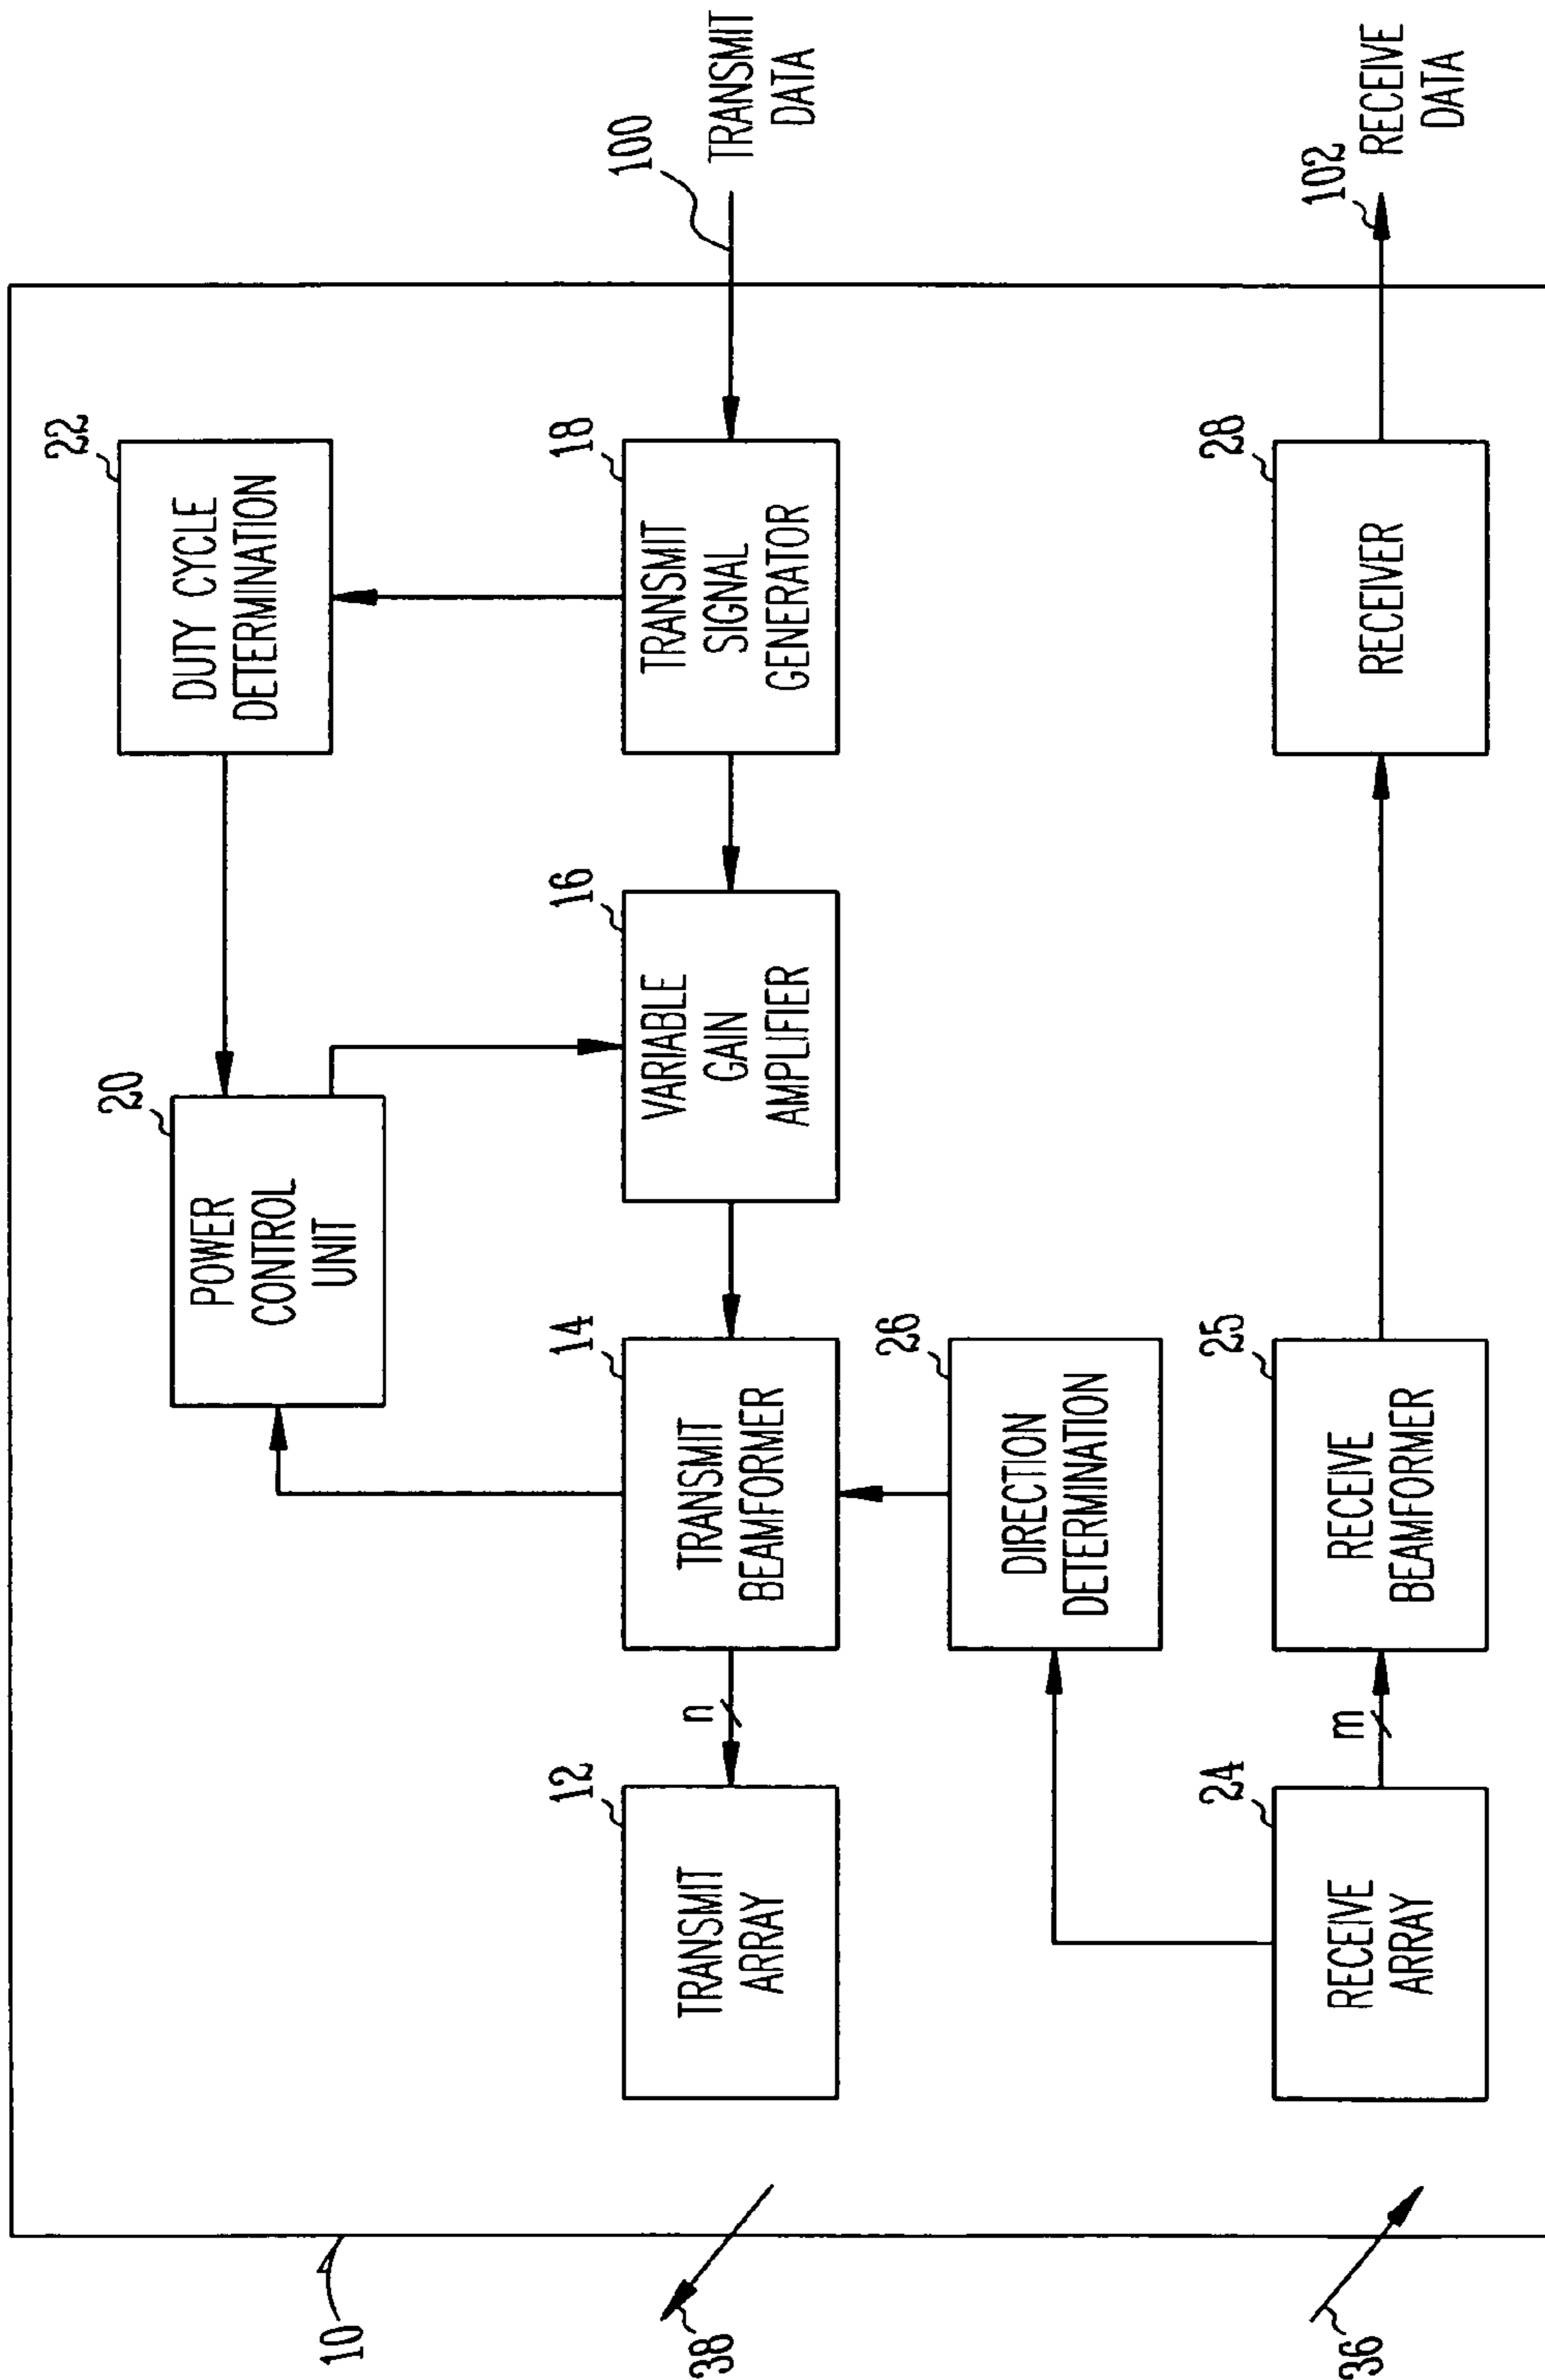 10
38
36
TRANSMIT
ARRAY
12
n
TRANSMIT
BEAMFORMER
14
VARIABLE
GAIN
AMPLIFIER
16
TRANSMIT
SIGNAL
GENERATOR
18
POWER
CONTROL
UNIT
20
DUTY CYCLE
DETERMINATION
22
100
TRANSMIT
DATA
DIRECTION
DETERMINATION
26
RECEIVE
ARRAY
24
m
RECEIVE
BEAMFORMER
25
RECEIVER
28
102
RECEIVE
DATA